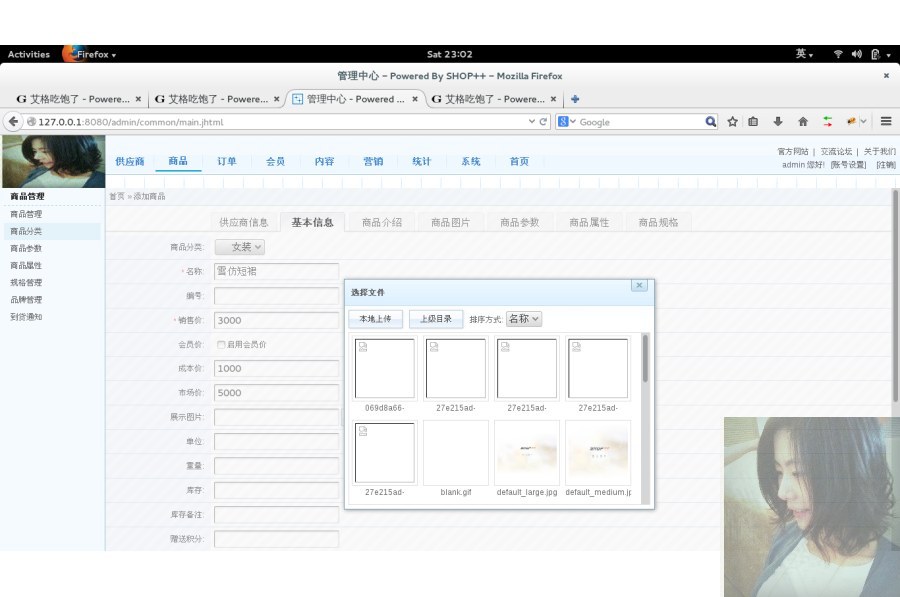 Activities Firefox Sat 23:02 英
管理中心 - Powered By SHOP++ - Mozilla Firefox
G 艾格吃饱了 - Powere... × G 艾格吃饱了 - Powere... × 管理中心 - Powered ... × G 艾格吃饱了 - Powere... ×
127.0.0.1:8080/admin/common/main.jhtml Google
官方网站 | 交流论坛 | 关于我们
供应商 商品 订单 会员 内容 营销 统计 系统 首页
admin 您好! [账号设置] [注销]
商品管理
商品管理
商品分类
商品参数
商品属性
规格管理
品牌管理
到货通知
首页 » 添加商品
供应商信息 基本信息 商品介绍 商品图片 商品参数 商品属性 商品规格
商品分类: 女装
*名称: 雪仿短裙
编号:
*销售价: 3000
会员价: 启用会员价
成本价: 1000
市场价: 5000
展示图片:
单位:
重量:
库存:
库存备注:
赠送积分:
选择文件
本地上传 上级目录 排序方式: 名称
069d8a66- 27e215ad- 27e215ad- 27e215ad-
27e215ad- blank.gif default_large.jpg default_medium.jp